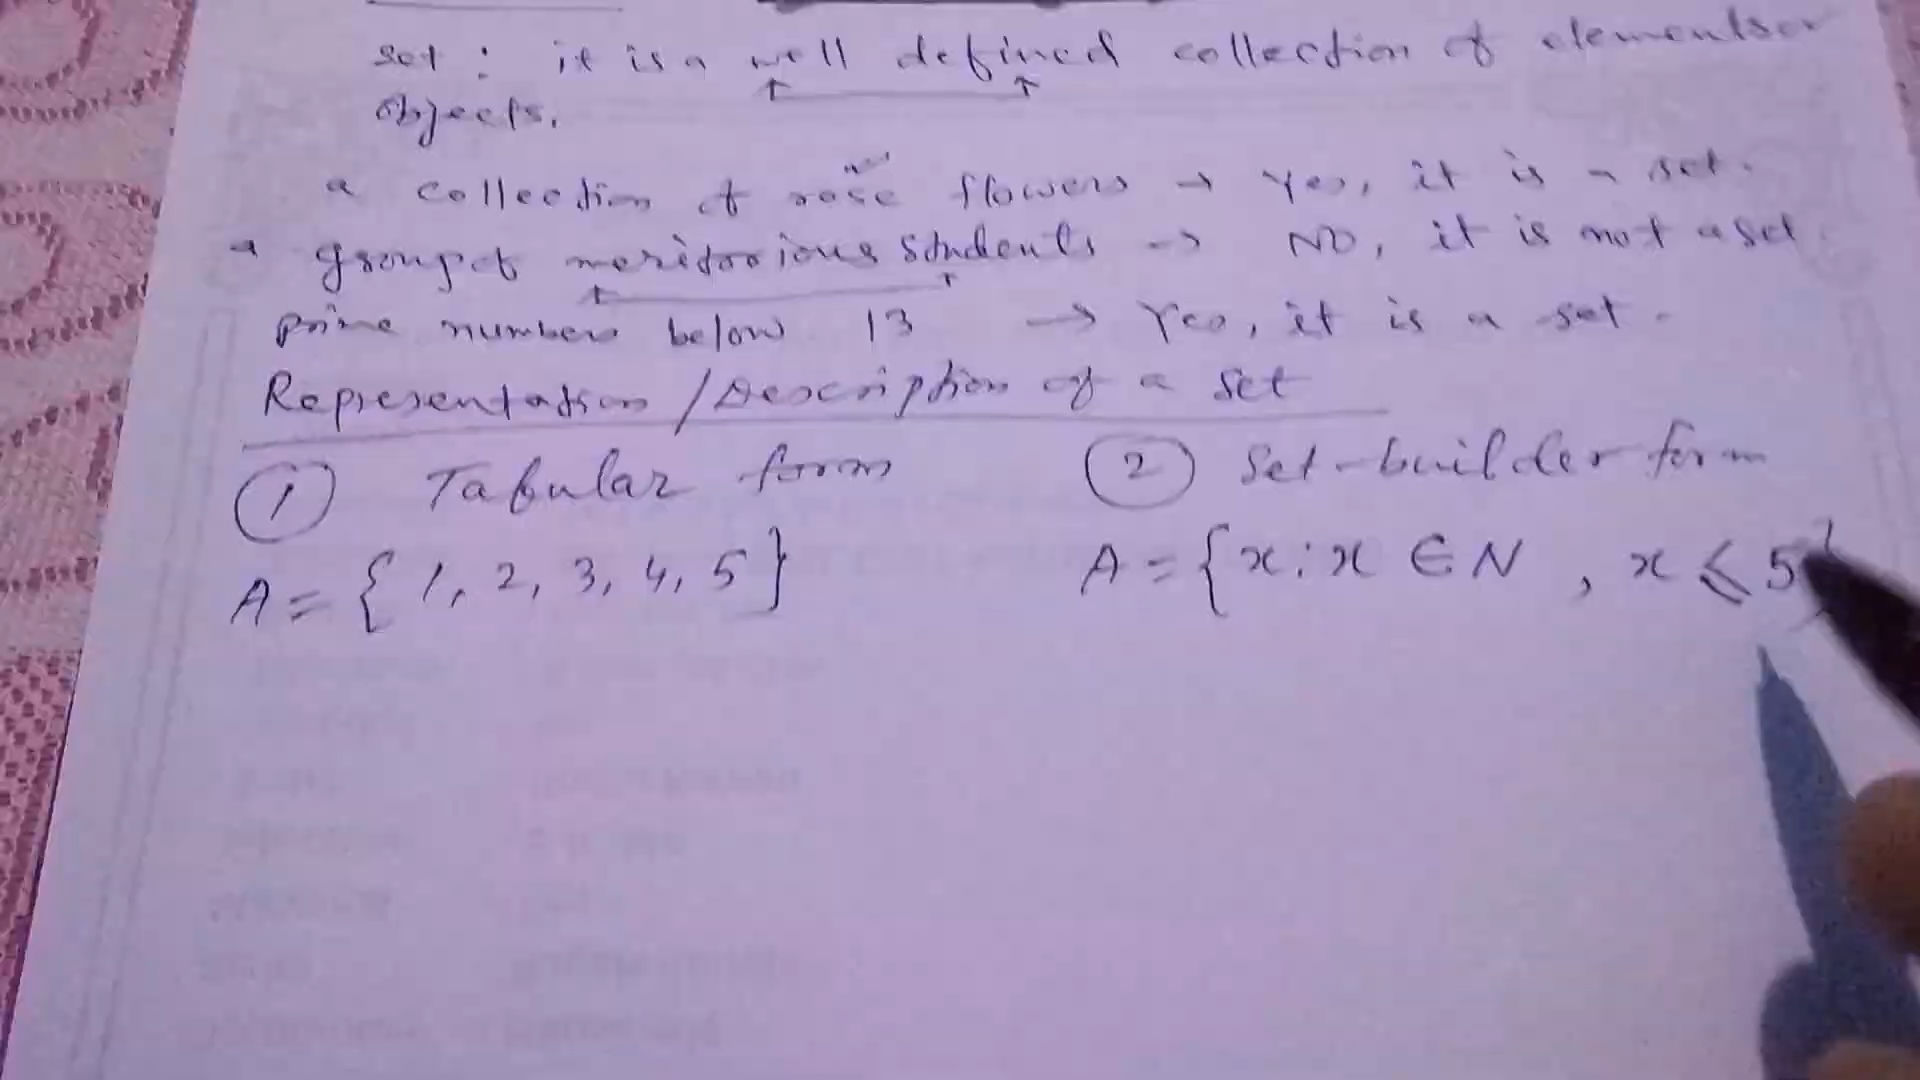 set : it is a well defined collection of elements or
objects.
a collection of rose flowers → Yes, it is a set.
group of meritorious students → NO, it is not a set.
prime numbers below 13 → Yes, it is a set.
Representation / Description of a set
① Tabular form ② Set-builder form
A = { 1, 2, 3, 4, 5 } A = { x : x ∈ N , x ⩽ 5 }